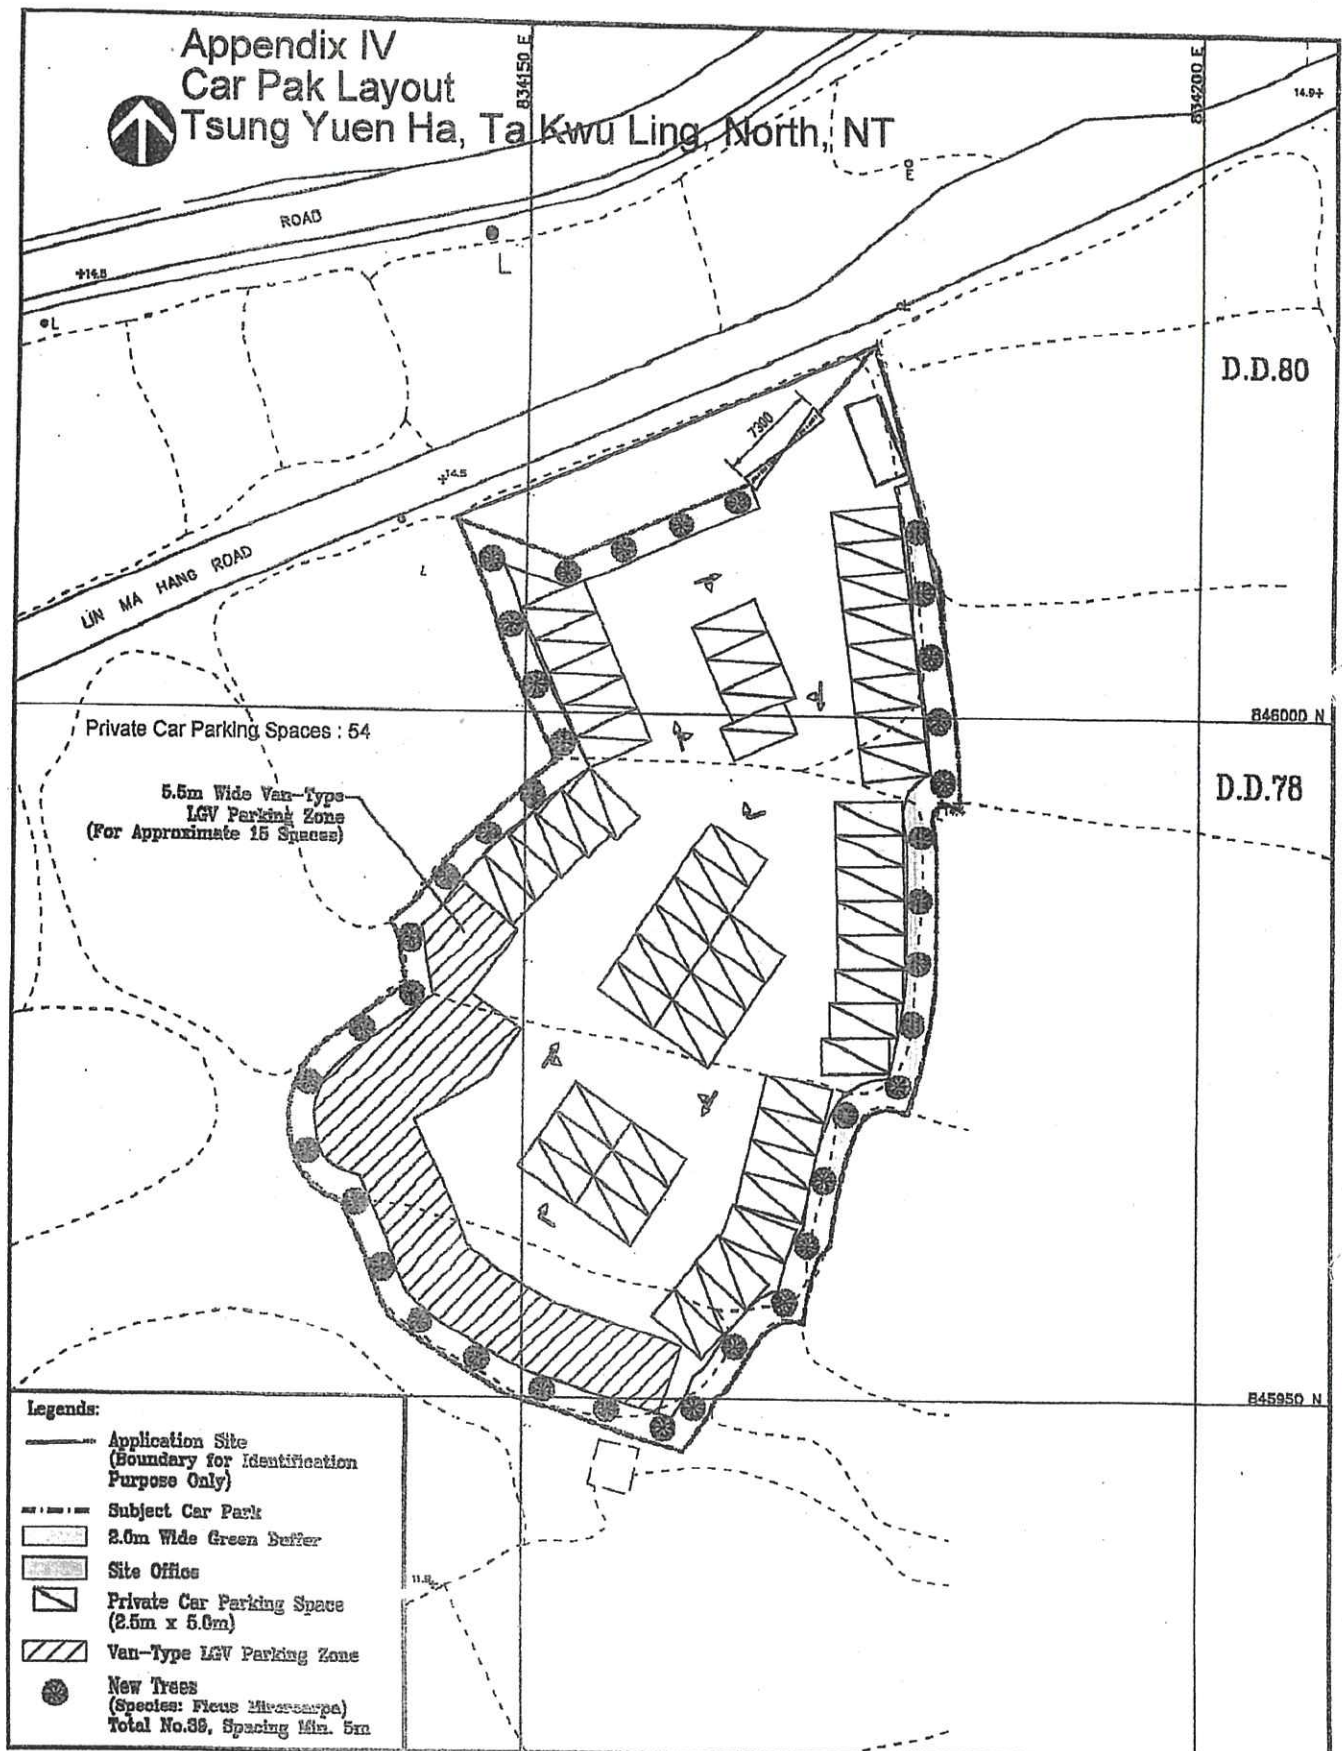 Appendix IV
Car Pak Layout
Tsung Yuen Ha, Ta Kwu Ling, North, NT
834150 E
834200 E
14.9+
E
ROAD
+14.8
L
L
D.D.80
7300
+14.5
LIN MA HANG ROAD
846000 N
Private Car Parking Spaces : 54
D.D.78
5.5m Wide Van-Type
LGV Parking Zone
(For Approximate 15 Spaces)
845950 N
Legends:
Application Site
(Boundary for Identification
Purpose Only)
Subject Car Park
2.0m Wide Green Buffer
Site Office
Private Car Parking Space
(2.5m x 5.0m)
Van-Type LGV Parking Zone
New Trees
(Species: Ficus Microcarpa)
Total No.39, Spacing Min. 5m